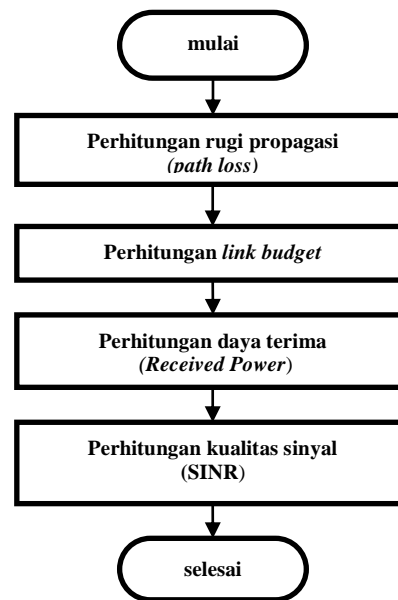 mulai
Perhitungan rugi propagasi
(path loss)
Perhitungan link budget
Perhitungan daya terima
(Received Power)
Perhitungan kualitas sinyal
(SINR)
selesai